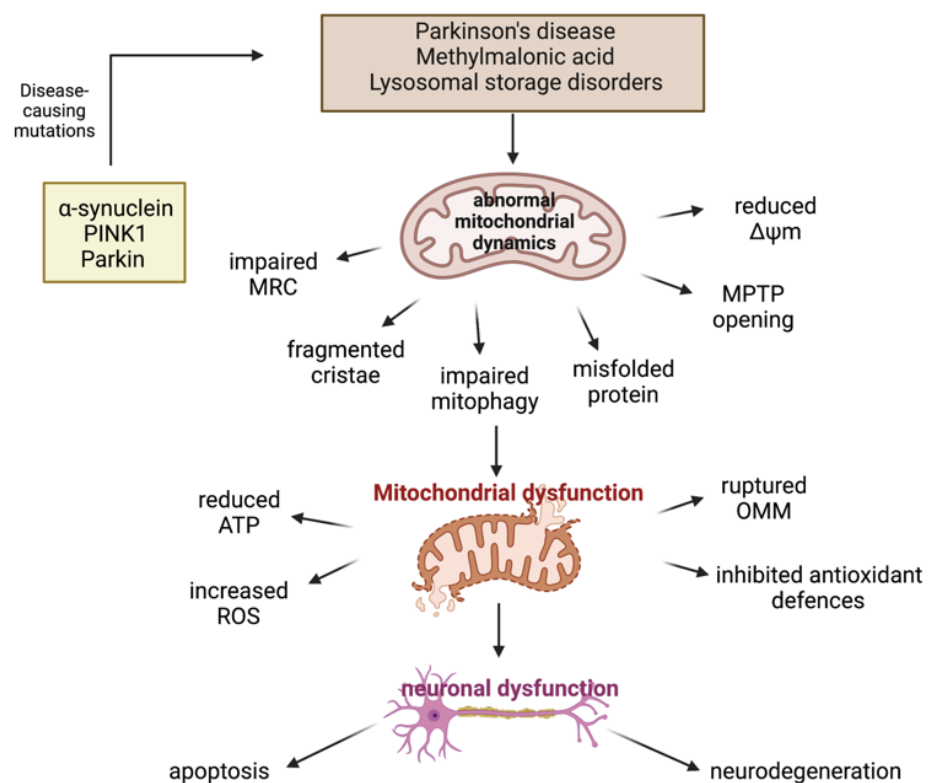 Parkinson's disease
Methylmalonic acid
Lysosomal storage disorders
Disease-
causing
mutations
α-synuclein
PINK1
Parkin
abnormal
mitochondrial
dynamics
reduced
Δψm
impaired
MRC
MPTP
opening
fragmented
cristae
impaired
mitophagy
misfolded
protein
Mitochondrial dysfunction
reduced
ATP
ruptured
OMM
increased
ROS
inhibited antioxidant
defences
neuronal dysfunction
apoptosis
neurodegeneration